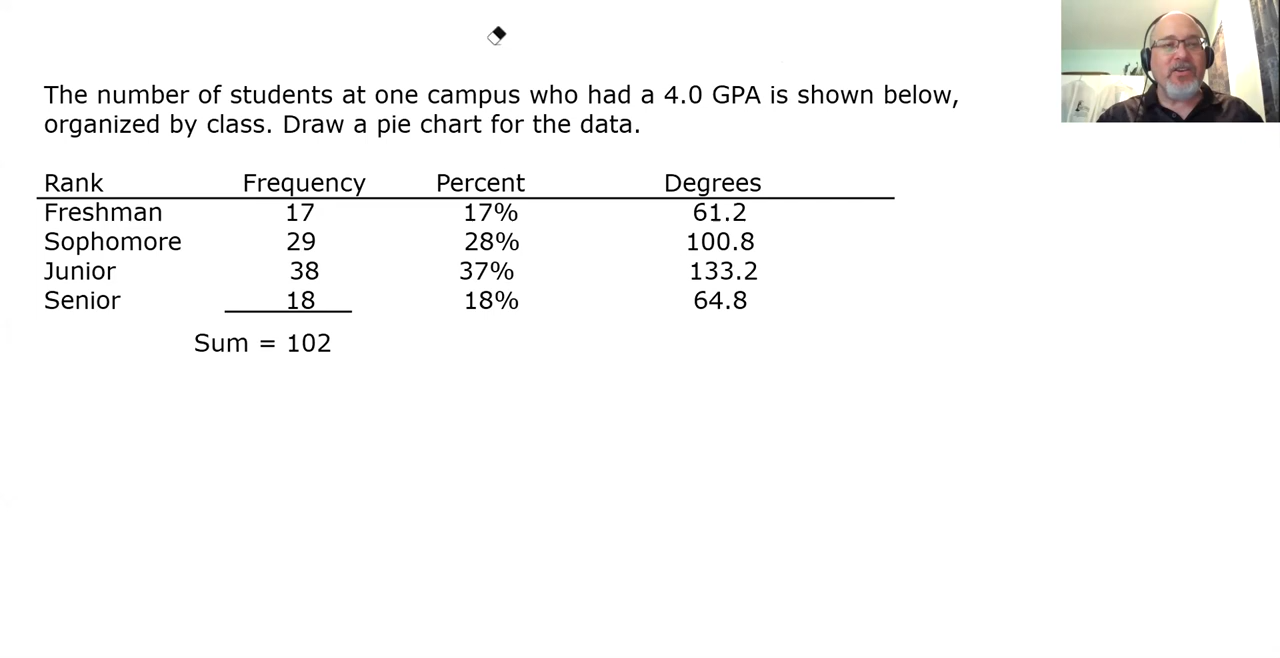 The number of students at one campus who had a 4.0 GPA is shown below,
organized by class. Draw a pie chart for the data.
Rank Frequency Percent Degrees
Freshman 17 17% 61.2
Sophomore 29 28% 100.8
Junior 38 37% 133.2
Senior 18 18% 64.8
Sum = 102